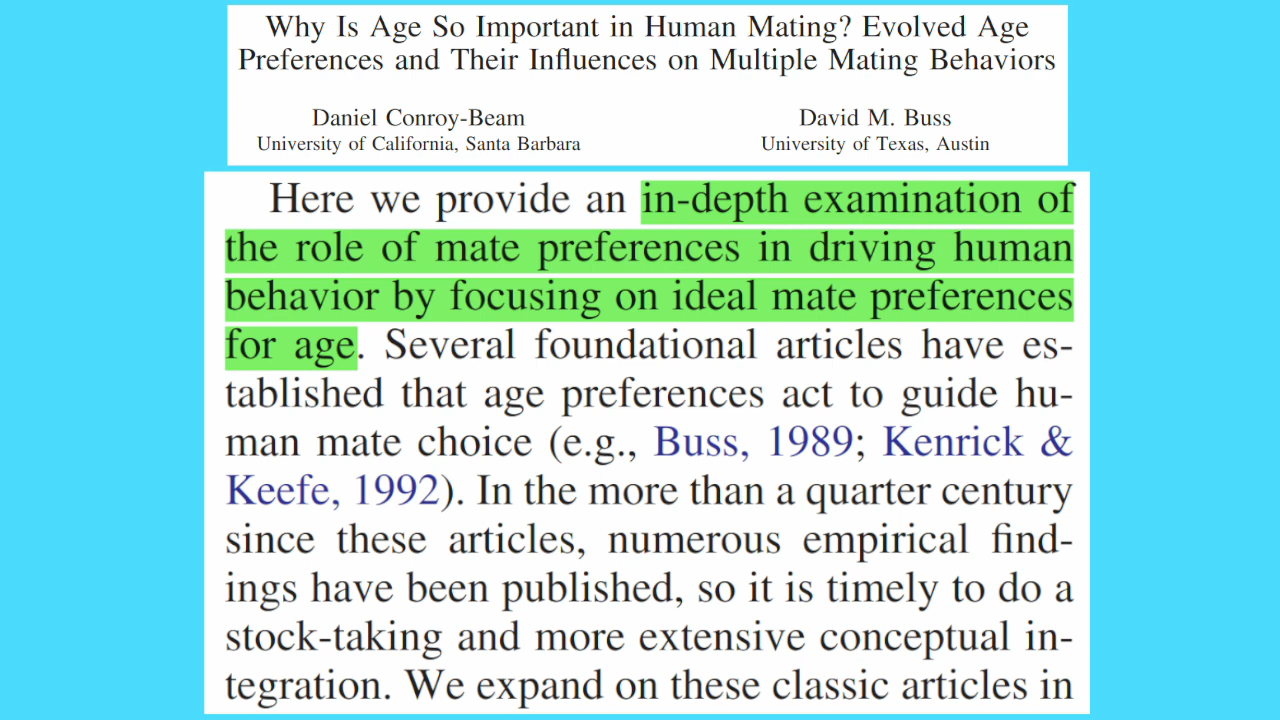 Why Is Age So Important in Human Mating? Evolved Age
Preferences and Their Influences on Multiple Mating Behaviors
Daniel Conroy-Beam
University of California, Santa Barbara
David M. Buss
University of Texas, Austin
Here we provide an in-depth examination of
the role of mate preferences in driving human
behavior by focusing on ideal mate preferences
for age. Several foundational articles have es-
tablished that age preferences act to guide hu-
man mate choice (e.g., Buss, 1989; Kenrick &
Keefe, 1992). In the more than a quarter century
since these articles, numerous empirical find-
ings have been published, so it is timely to do a
stock-taking and more extensive conceptual in-
tegration. We expand on these classic articles in